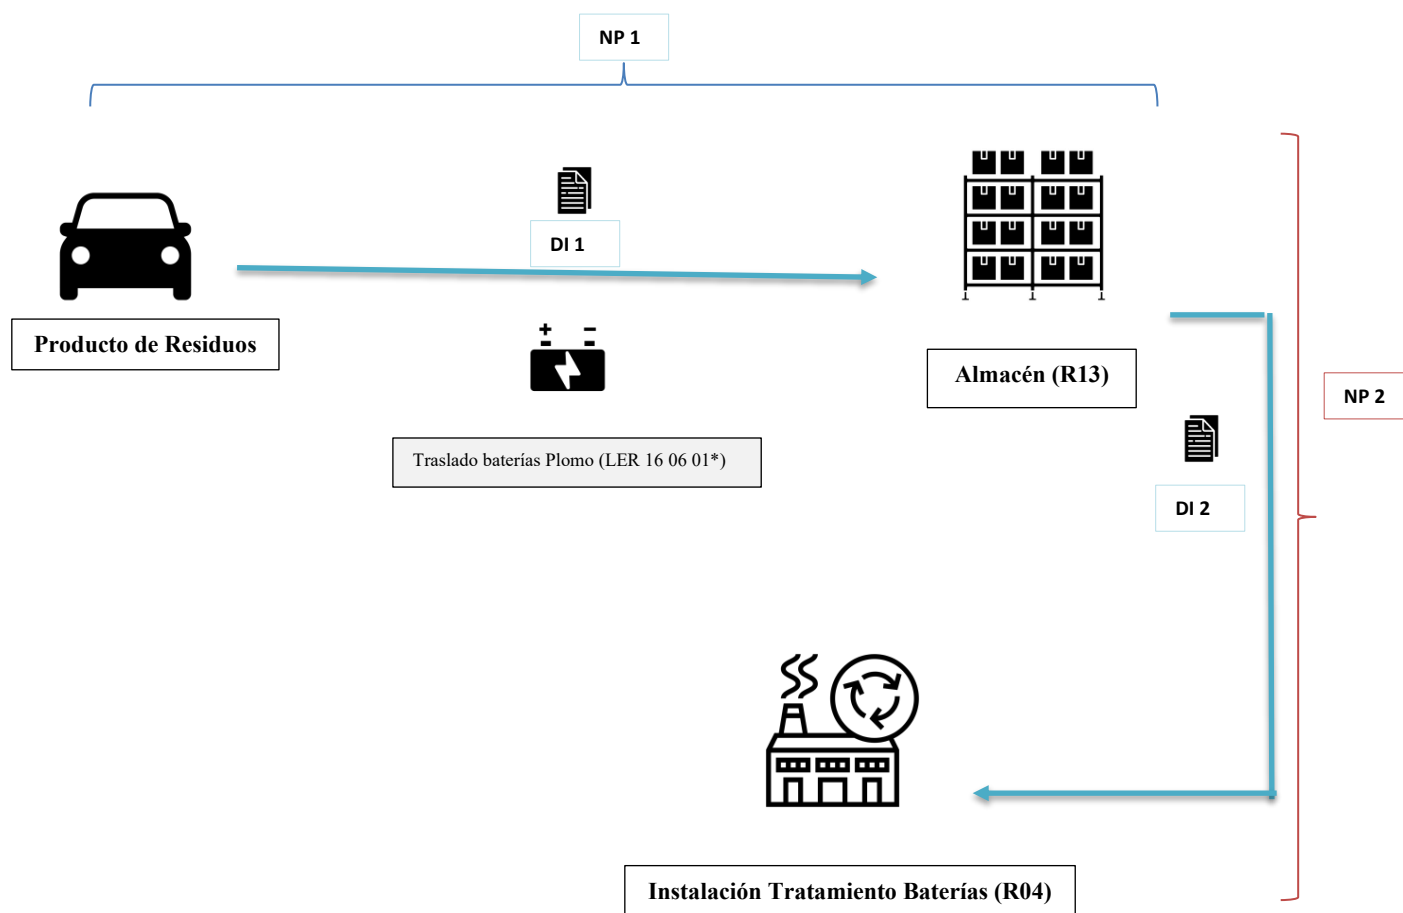 NP 1
DI 1
Producto de Residuos
+ −
Almacén (R13)
NP 2
Traslado baterías Plomo (LER 16 06 01*)
DI 2
Instalación Tratamiento Baterías (R04)